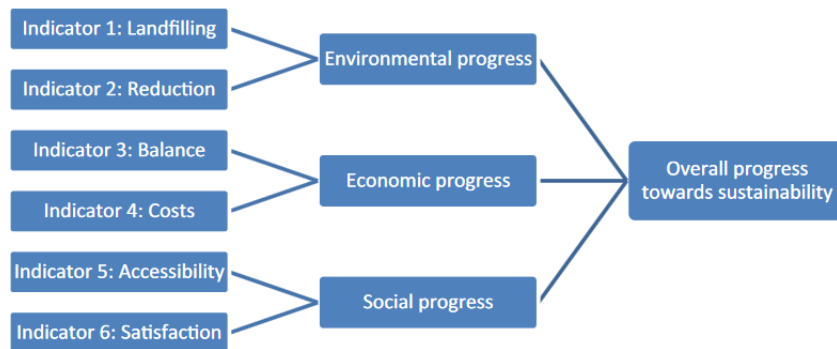 Indicator 1: Landfilling
Indicator 2: Reduction
Environmental progress
Indicator 3: Balance
Indicator 4: Costs
Economic progress
Indicator 5: Accessibility
Indicator 6: Satisfaction
Social progress
Overall progress
towards sustainability